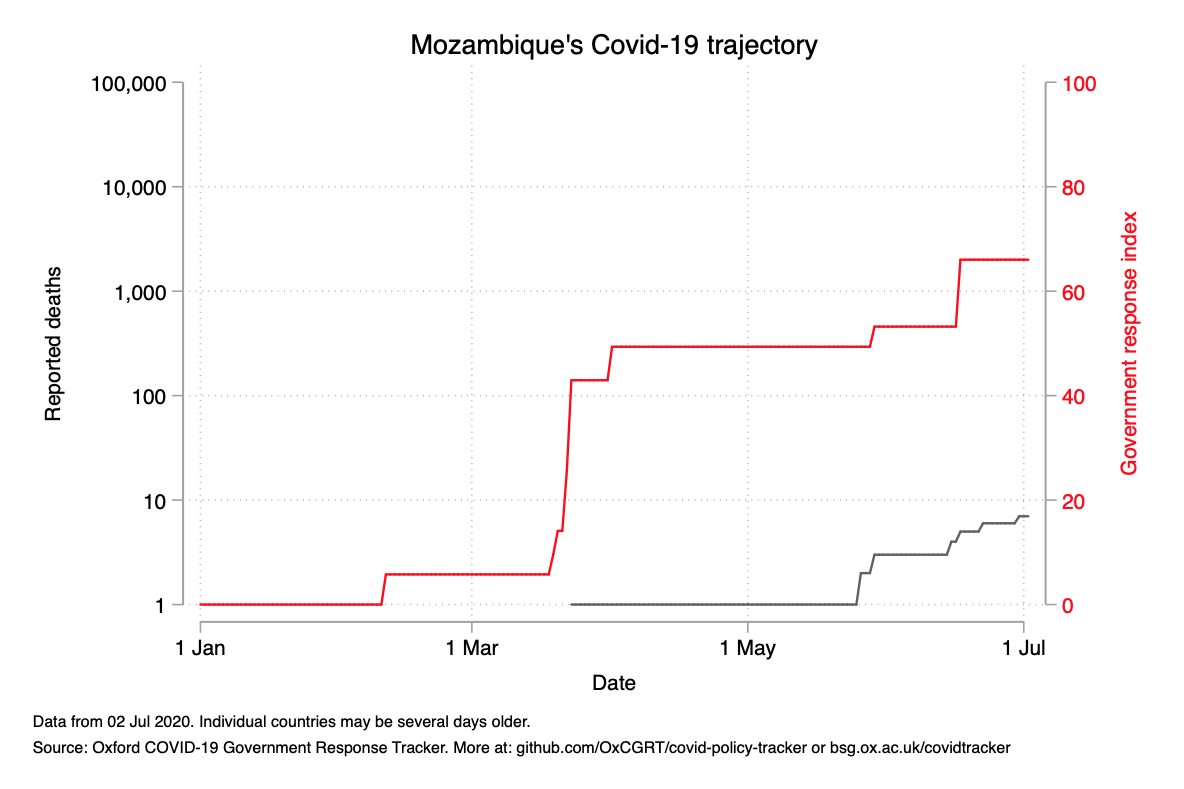 Mozambique's Covid-19 trajectory
100,000
10,000
1,000
100
10
1
Reported deaths
100
80
60
40
20
0
Government response index
1 Jan
1 Mar
1 May
1 Jul
Date
Data from 02 Jul 2020. Individual countries may be several days older.
Source: Oxford COVID-19 Government Response Tracker. More at: github.com/OxCGRT/covid-policy-tracker or bsg.ox.ac.uk/covidtracker